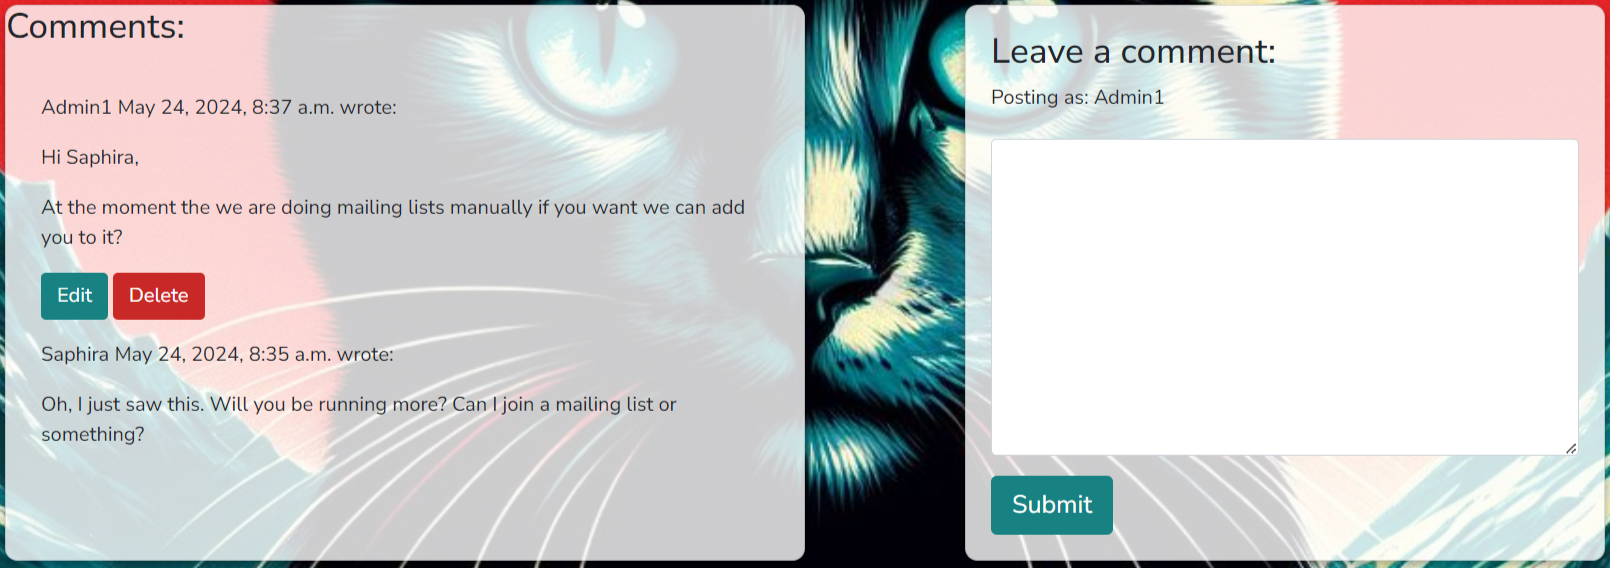 Comments:
Admin1 May 24, 2024, 8:37 a.m. wrote:
Hi Saphira,
At the moment the we are doing mailing lists manually if you want we can add
you to it?
Edit Delete
Saphira May 24, 2024, 8:35 a.m. wrote:
Oh, I just saw this. Will you be running more? Can I join a mailing list or
something?
Leave a comment:
Posting as: Admin1
Submit